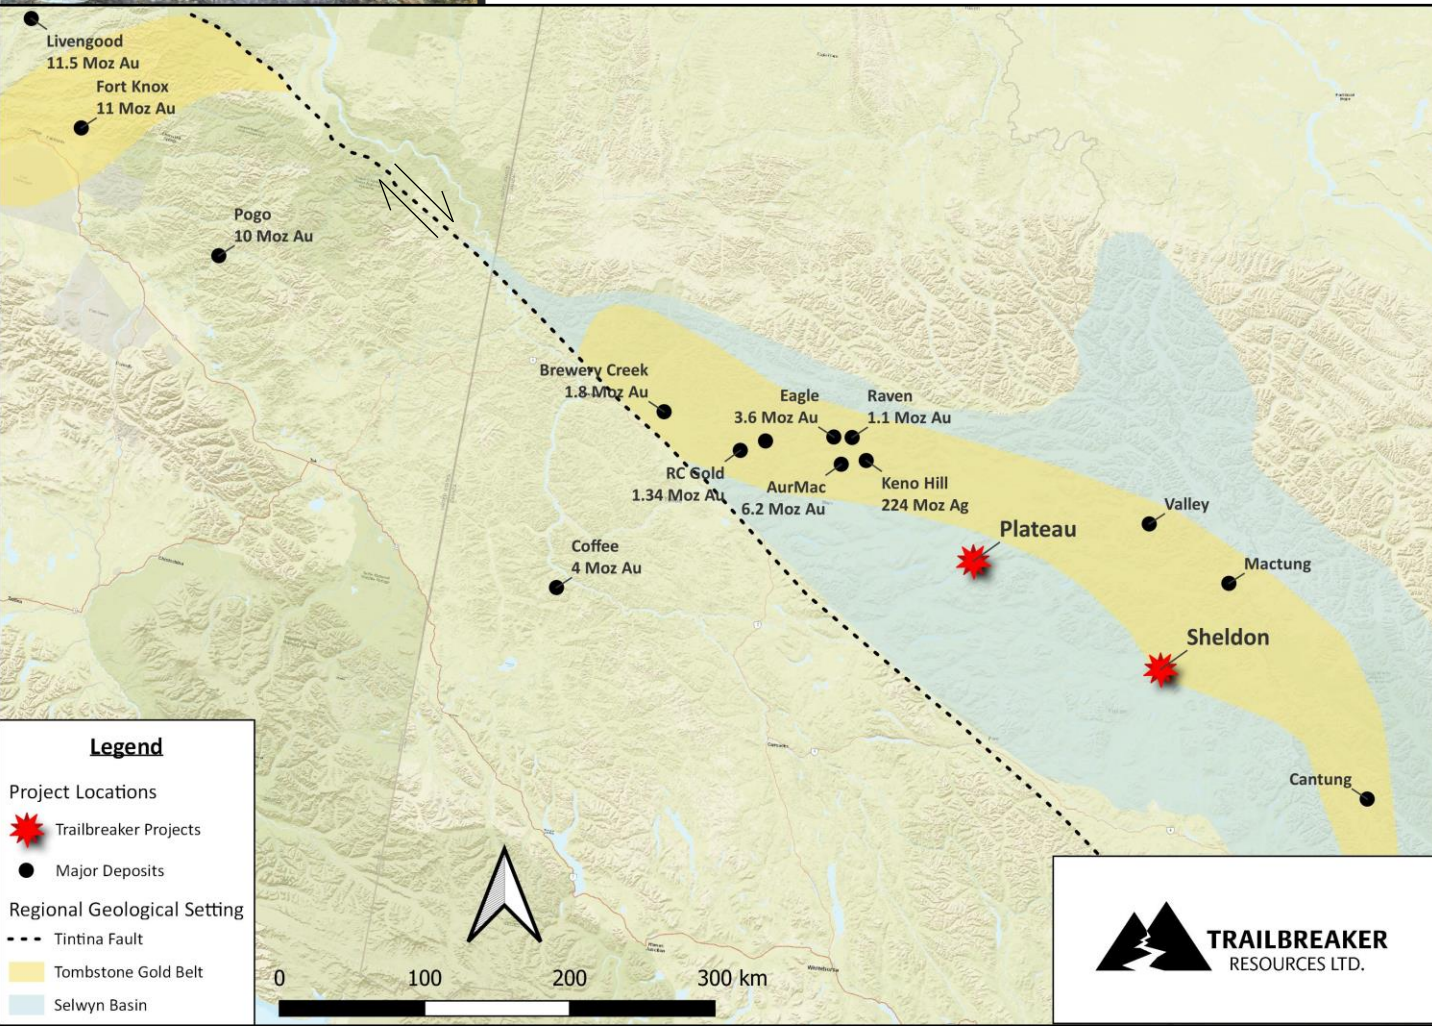 Livengood
11.5 Moz Au
Fort Knox
11 Moz Au
Pogo
10 Moz Au
Brewery Creek
1.8 Moz Au
Eagle
3.6 Moz Au
Raven
1.1 Moz Au
RC Gold
1.34 Moz Au
AurMac
6.2 Moz Au
Keno Hill
224 Moz Ag
Valley
Plateau
Mactung
Coffee
4 Moz Au
Sheldon
Cantung
Whitehorse
Legend
Project Locations
Trailbreaker Projects
Major Deposits
Regional Geological Setting
Tintina Fault
Tombstone Gold Belt
Selwyn Basin
0 100 200 300 km
TRAILBREAKER
RESOURCES LTD.